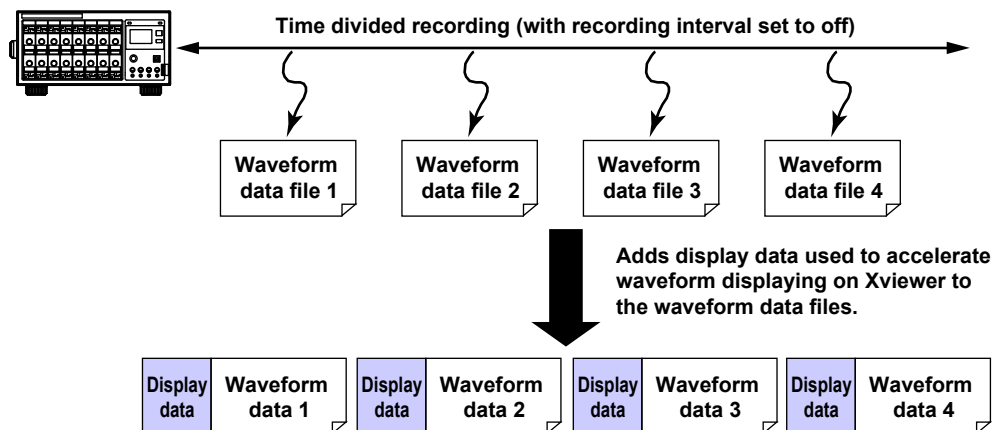 Time divided recording (with recording interval set to off)
Waveform
data file 1
Waveform
data file 2
Waveform
data file 3
Waveform
data file 4
Adds display data used to accelerate
waveform displaying on Xviewer to
the waveform data files.
Display
data
Waveform
data 1
Display
data
Waveform
data 2
Display
data
Waveform
data 3
Display
data
Waveform
data 4